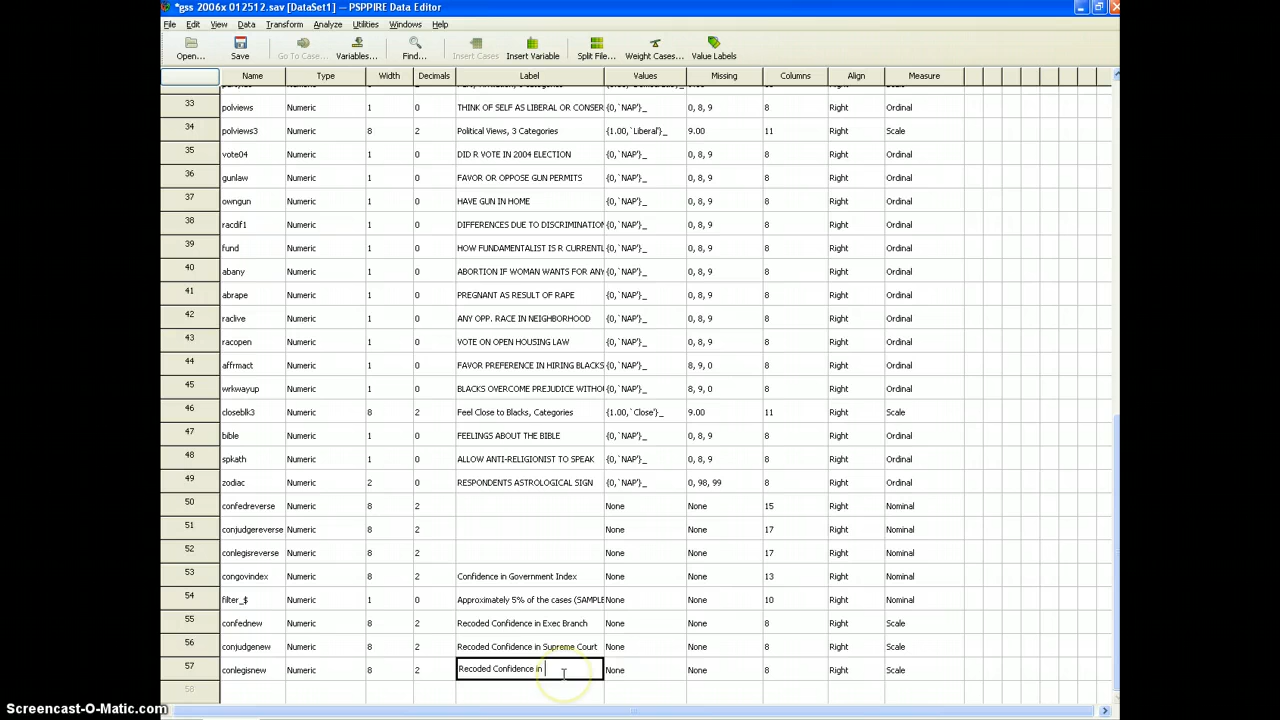 *gss 2006x 012512.sav [DataSet1] — PSPPIRE Data Editor
File Edit View Data Transform Analyze Utilities Windows Help
Open... Save Go To Case... Variables... Find... Insert Cases Insert Variable Split File... Weight Cases... Value Labels
Name Type Width Decimals Label Values Missing Columns Align Measure
33 polviews Numeric 1 0 THINK OF SELF AS LIBERAL OR CONSER {0,`NAP'}_ 0, 8, 9 8 Right Ordinal
34 polviews3 Numeric 8 2 Political Views, 3 Categories {1.00,`Liberal'}_ 9.00 11 Right Scale
35 vote04 Numeric 1 0 DID R VOTE IN 2004 ELECTION {0,`NAP'}_ 0, 8, 9 8 Right Ordinal
36 gunlaw Numeric 1 0 FAVOR OR OPPOSE GUN PERMITS {0,`NAP'}_ 0, 8, 9 8 Right Ordinal
37 owngun Numeric 1 0 HAVE GUN IN HOME {0,`NAP'}_ 0, 8, 9 8 Right Ordinal
38 racdif1 Numeric 1 0 DIFFERENCES DUE TO DISCRIMINATION {0,`NAP'}_ 0, 8, 9 8 Right Ordinal
39 fund Numeric 1 0 HOW FUNDAMENTALIST IS R CURRENTL {0,`NAP'}_ 0, 8, 9 8 Right Ordinal
40 abany Numeric 1 0 ABORTION IF WOMAN WANTS FOR ANY {0,`NAP'}_ 0, 8, 9 8 Right Ordinal
41 abrape Numeric 1 0 PREGNANT AS RESULT OF RAPE {0,`NAP'}_ 0, 8, 9 8 Right Ordinal
42 raclive Numeric 1 0 ANY OPP. RACE IN NEIGHBORHOOD {0,`NAP'}_ 0, 8, 9 8 Right Ordinal
43 racopen Numeric 1 0 VOTE ON OPEN HOUSING LAW {0,`NAP'}_ 0, 8, 9 8 Right Ordinal
44 affrmact Numeric 1 0 FAVOR PREFERENCE IN HIRING BLACKS {0,`NAP'}_ 8, 9, 0 8 Right Ordinal
45 wrkwayup Numeric 1 0 BLACKS OVERCOME PREJUDICE WITHO {0,`NAP'}_ 8, 9, 0 8 Right Ordinal
46 closeblk3 Numeric 8 2 Feel Close to Blacks, Categories {1.00,`Close'}_ 9.00 11 Right Scale
47 bible Numeric 1 0 FEELINGS ABOUT THE BIBLE {0,`NAP'}_ 0, 8, 9 8 Right Ordinal
48 spkath Numeric 1 0 ALLOW ANTI-RELIGIONIST TO SPEAK {0,`NAP'}_ 0, 8, 9 8 Right Ordinal
49 zodiac Numeric 2 0 RESPONDENTS ASTROLOGICAL SIGN {0,`NAP'}_ 0, 98, 99 8 Right Ordinal
50 confedreverse Numeric 8 2 None None 15 Right Nominal
51 conjudgereverse Numeric 8 2 None None 17 Right Nominal
52 conlegisreverse Numeric 8 2 None None 17 Right Nominal
53 congovindex Numeric 8 2 Confidence in Government Index None None 13 Right Nominal
54 filter_$ Numeric 1 0 Approximately 5% of the cases (SAMPLE None None 10 Right Nominal
55 confednew Numeric 8 2 Recoded Confidence in Exec Branch None None 8 Right Scale
56 conjudgenew Numeric 8 2 Recoded Confidence in Supreme Court None None 8 Right Scale
57 conlegisnew Numeric 8 2 Recoded Confidence in None None 8 Right Scale
58
Screencast-O-Matic.com